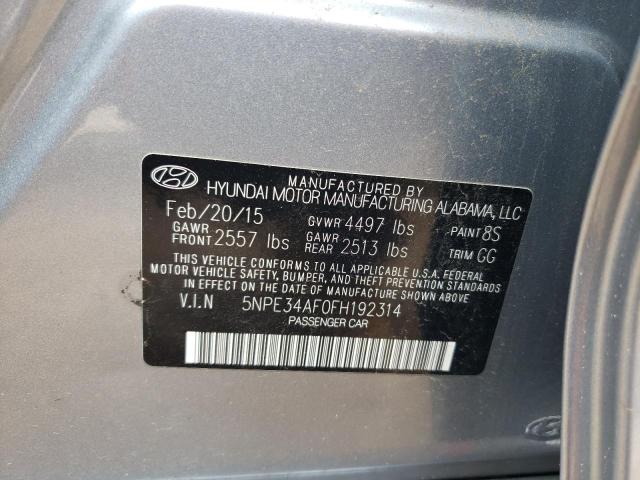 MANUFACTURED BY
HYUNDAI MOTOR MANUFACTURING ALABAMA, LLC
Feb/20/15 GVWR 4497 lbs PAINT 8S
GAWR FRONT 2557 lbs GAWR REAR 2513 lbs TRIM GG
THIS VEHICLE CONFORMS TO ALL APPLICABLE U.S.A. FEDERAL
MOTOR VEHICLE SAFETY, BUMPER, AND THEFT PREVENTION STANDARDS
IN EFFECT ON THE DATE OF MANUFACTURE SHOWN ABOVE.
V.I.N 5NPE34AF0FH192314
PASSENGER CAR